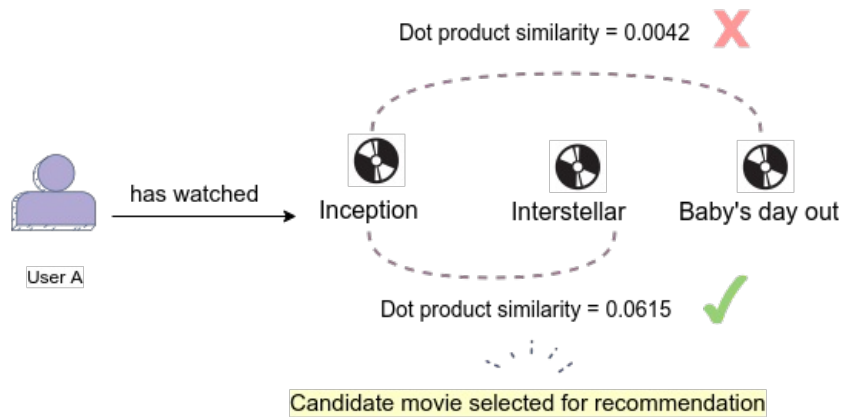 Dot product similarity = 0.0042
has watched
Inception
Interstellar
Baby's day out
User A
Dot product similarity = 0.0615
Candidate movie selected for recommendation